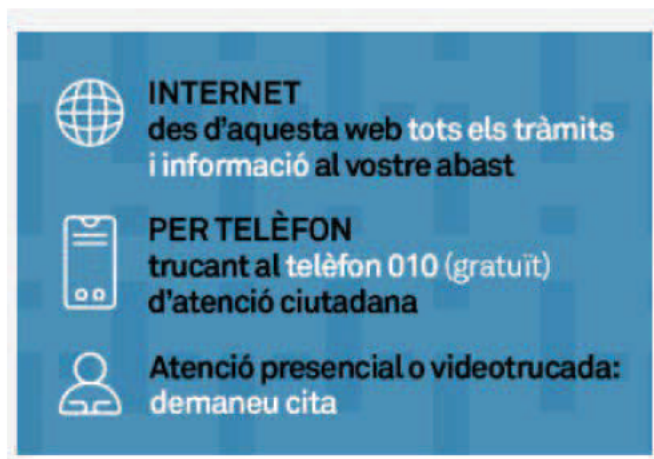 INTERNET
des d'aquesta web tots els tràmits
i informació al vostre abast
PER TELÈFON
trucant al telèfon 010 (gratuït)
d'atenció ciutadana
Atenció presencial o videotrucada:
demaneu cita